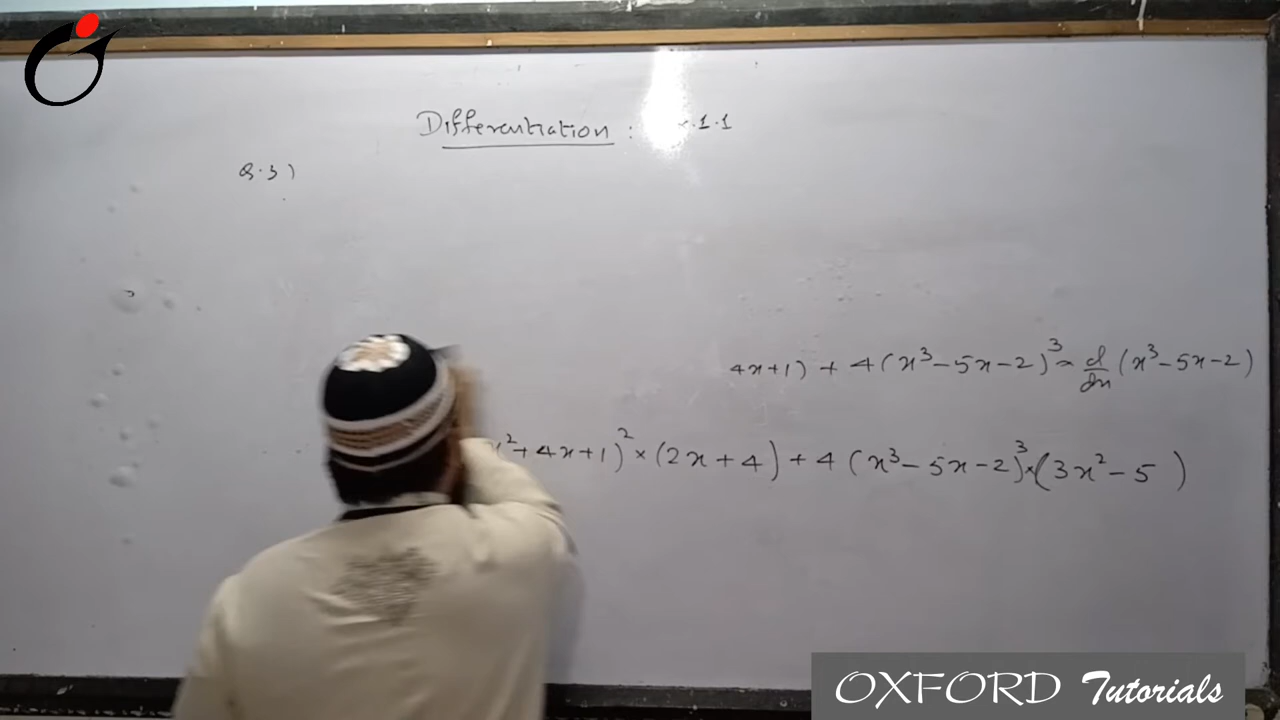 Differentiation : .1.1
Q.3)
4x+1) + 4(x³-5x-2)³ × d/dx (x³-5x-2)
²+4x+1)² × (2x+4) + 4 (x³-5x-2)³ × (3x²-5 )
OXFORD Tutorials